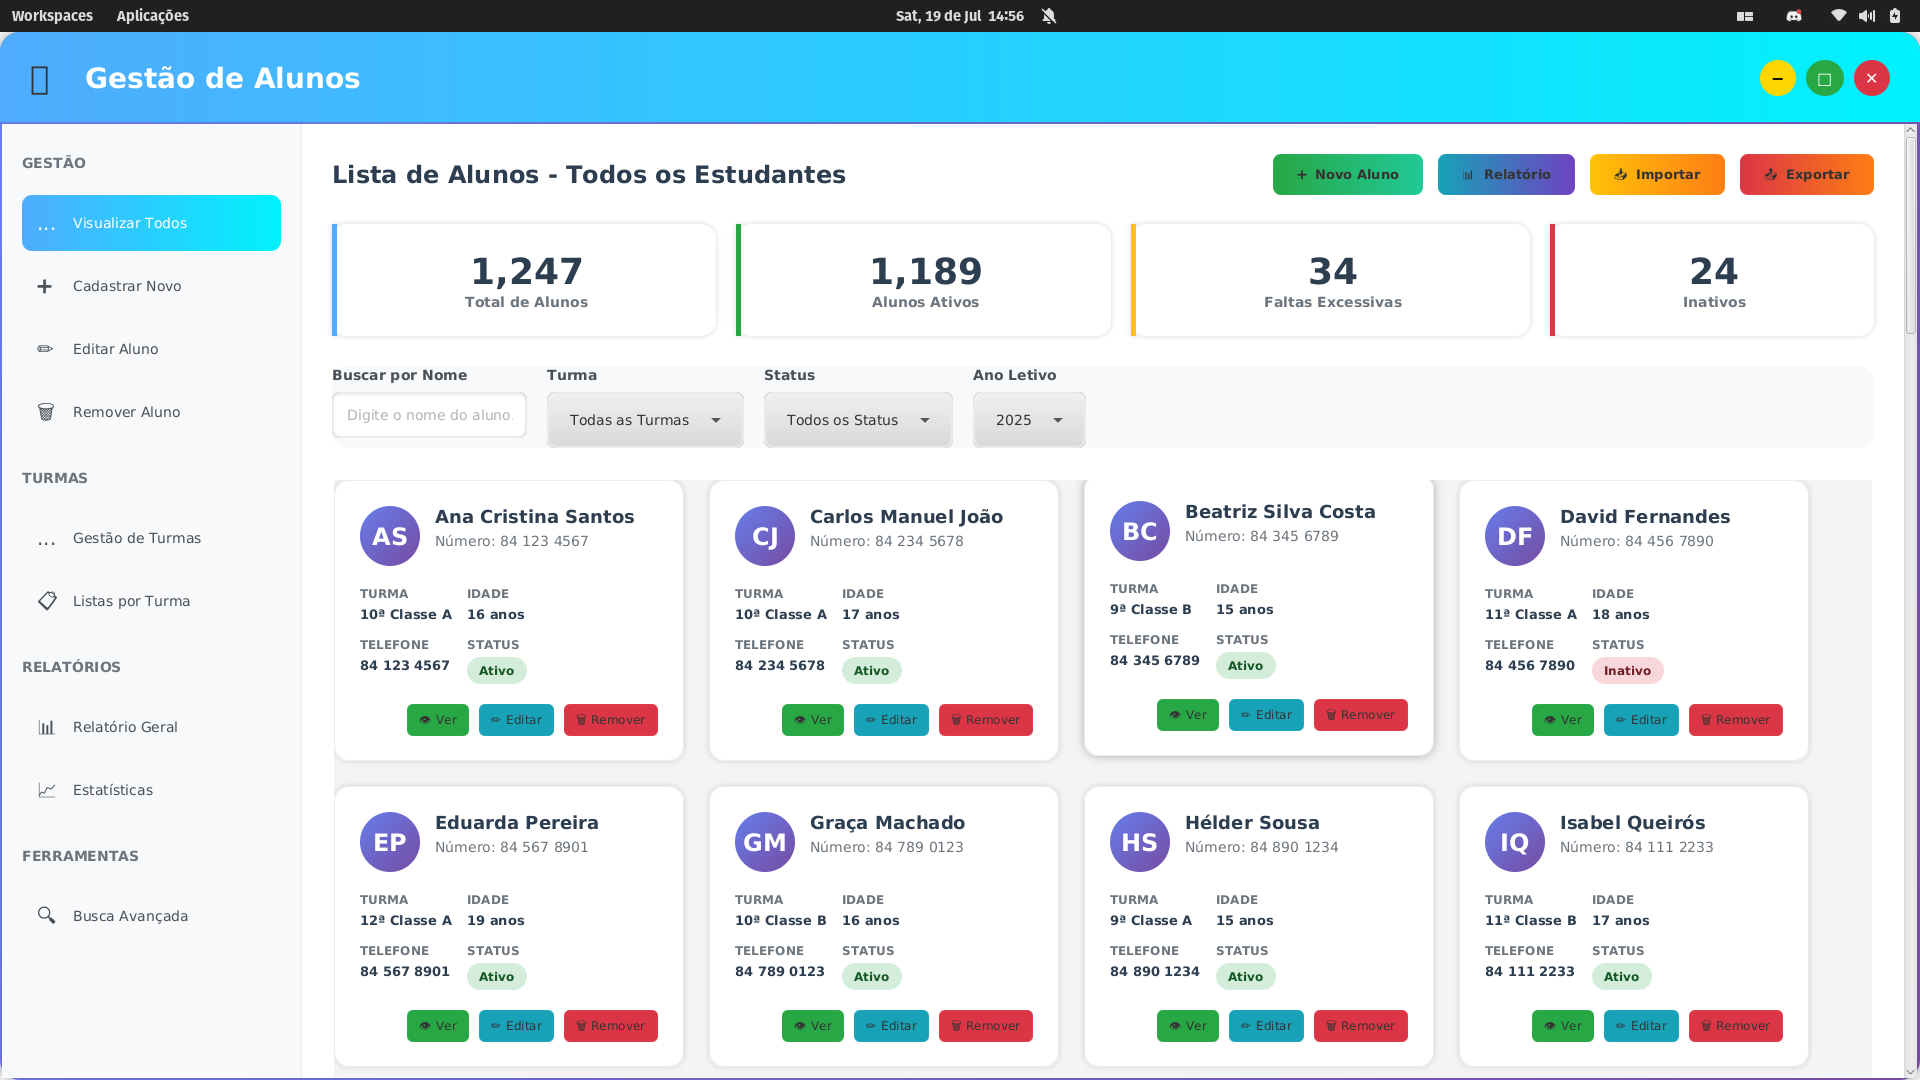 Workspaces Aplicações Sat, 19 de Jul 14:56
Gestão de Alunos
GESTÃO
... Visualizar Todos
+ Cadastrar Novo
Editar Aluno
Remover Aluno
TURMAS
... Gestão de Turmas
Listas por Turma
RELATÓRIOS
Relatório Geral
Estatísticas
FERRAMENTAS
Busca Avançada
Lista de Alunos - Todos os Estudantes
+ Novo Aluno
Relatório
Importar
Exportar
1,247
Total de Alunos
1,189
Alunos Ativos
34
Faltas Excessivas
24
Inativos
Buscar por Nome
Digite o nome do aluno.
Turma
Todas as Turmas
Status
Todos os Status
Ano Letivo
2025
AS
Ana Cristina Santos
Número: 84 123 4567
TURMA IDADE
10ª Classe A 16 anos
TELEFONE STATUS
84 123 4567 Ativo
Ver Editar Remover
CJ
Carlos Manuel João
Número: 84 234 5678
TURMA IDADE
10ª Classe A 17 anos
TELEFONE STATUS
84 234 5678 Ativo
Ver Editar Remover
BC
Beatriz Silva Costa
Número: 84 345 6789
TURMA IDADE
9ª Classe B 15 anos
TELEFONE STATUS
84 345 6789 Ativo
Ver Editar Remover
DF
David Fernandes
Número: 84 456 7890
TURMA IDADE
11ª Classe A 18 anos
TELEFONE STATUS
84 456 7890 Inativo
Ver Editar Remover
EP
Eduarda Pereira
Número: 84 567 8901
TURMA IDADE
12ª Classe A 19 anos
TELEFONE STATUS
84 567 8901 Ativo
Ver Editar Remover
GM
Graça Machado
Número: 84 789 0123
TURMA IDADE
10ª Classe B 16 anos
TELEFONE STATUS
84 789 0123 Ativo
Ver Editar Remover
HS
Hélder Sousa
Número: 84 890 1234
TURMA IDADE
9ª Classe A 15 anos
TELEFONE STATUS
84 890 1234 Ativo
Ver Editar Remover
IQ
Isabel Queirós
Número: 84 111 2233
TURMA IDADE
11ª Classe B 17 anos
TELEFONE STATUS
84 111 2233 Ativo
Ver Editar Remover